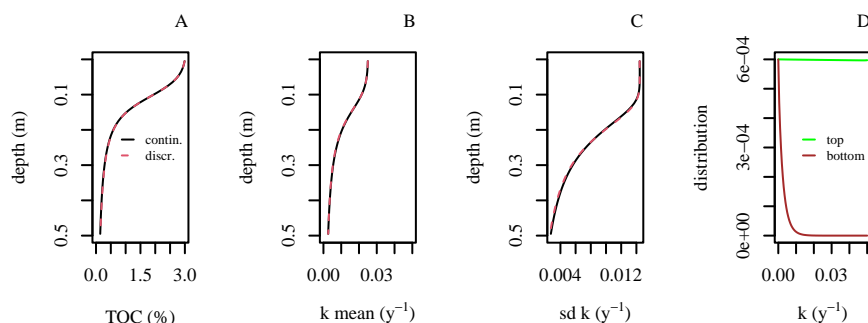 A
depth (m)
0.1
0.3
0.5
contin.
discr.
0.0 1.5 3.0
TOC (%)
B
depth (m)
0.1
0.3
0.5
0.00 0.03
k mean (y⁻¹)
C
depth (m)
0.1
0.3
0.5
0.004 0.012
sd k (y⁻¹)
D
distribution
6e−04
3e−04
0e+00
top
bottom
0.00 0.03
k (y⁻¹)